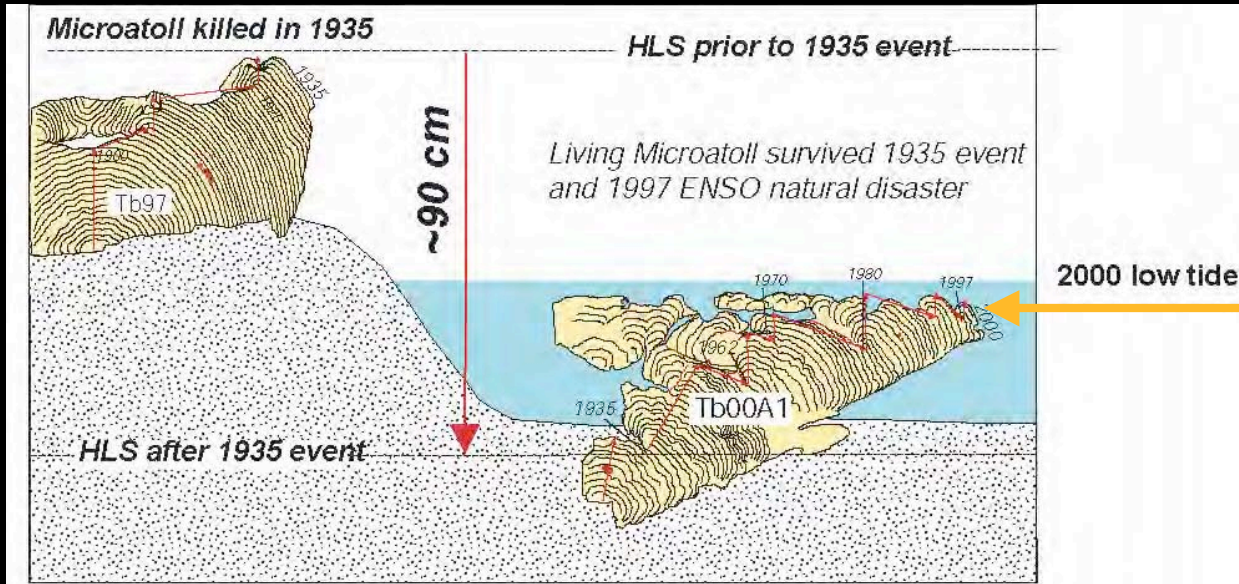 Microatoll killed in 1935
HLS prior to 1935 event
1935
1900
Tb97
~90 cm
Living Microatoll survived 1935 event
and 1997 ENSO natural disaster
1970
1980
1997
2000
2000 low tide
1935
Tb00A1
HLS after 1935 event